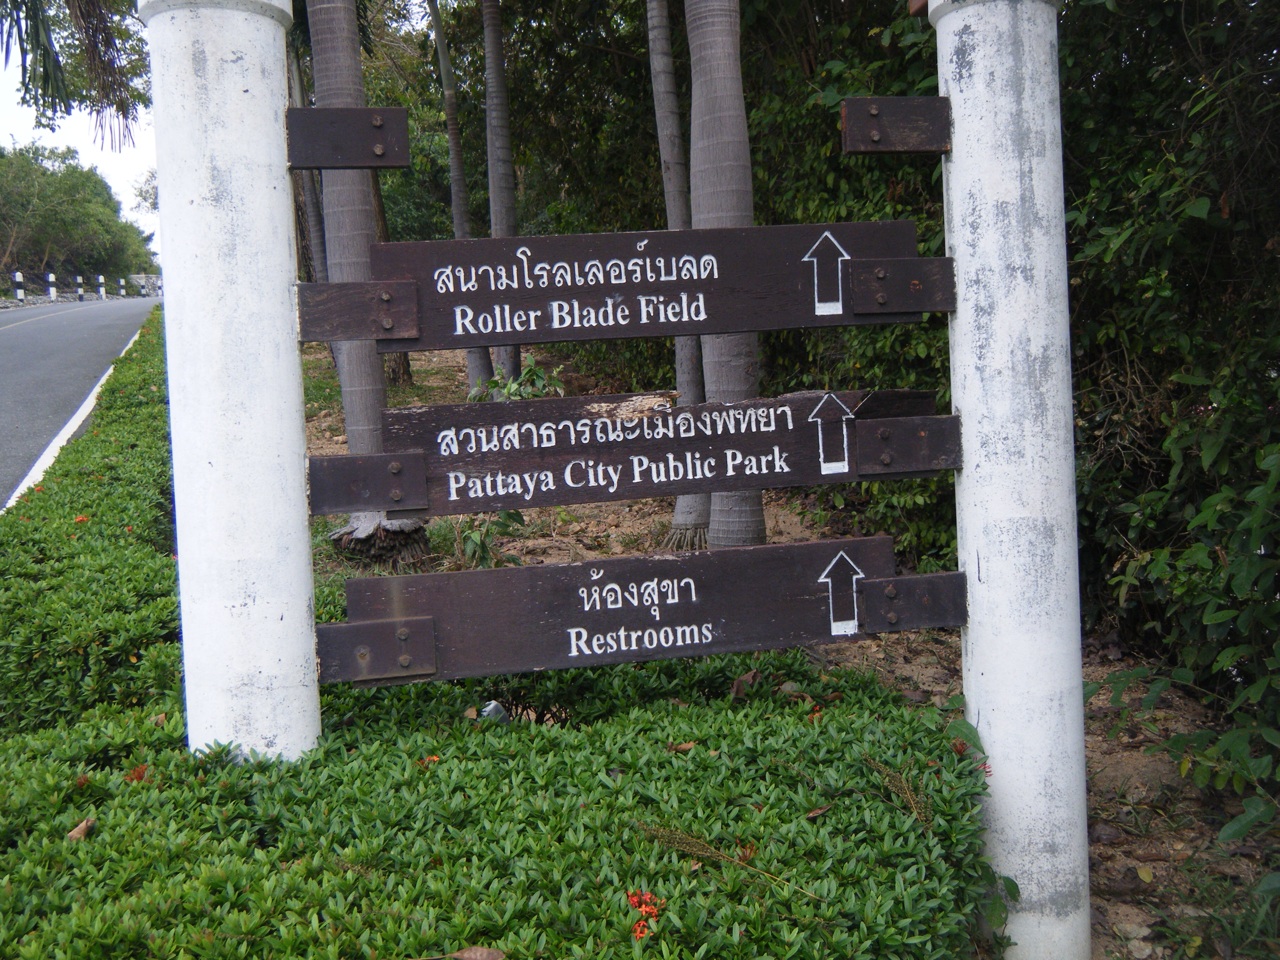 สนามโรลเลอร์เบลด
Roller Blade Field
สวนสาธารณะเมืองพทยา
Pattaya City Public Park
ห้องสุขา
Restrooms